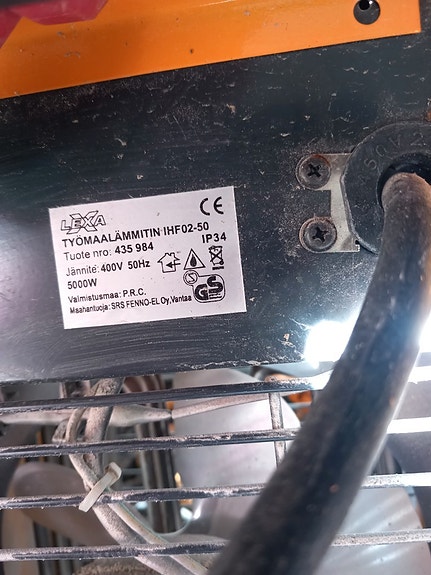 LEXA
CE
TYÖMAALÄMMITIN IHF02-50
Tuote nro: 435 984
IP34
Jännite: 400V 50Hz
5000W
GS
Valmistusmaa: P.R.C.
Maahantuoja: SRS FENNO-EL Oy, Vantaa